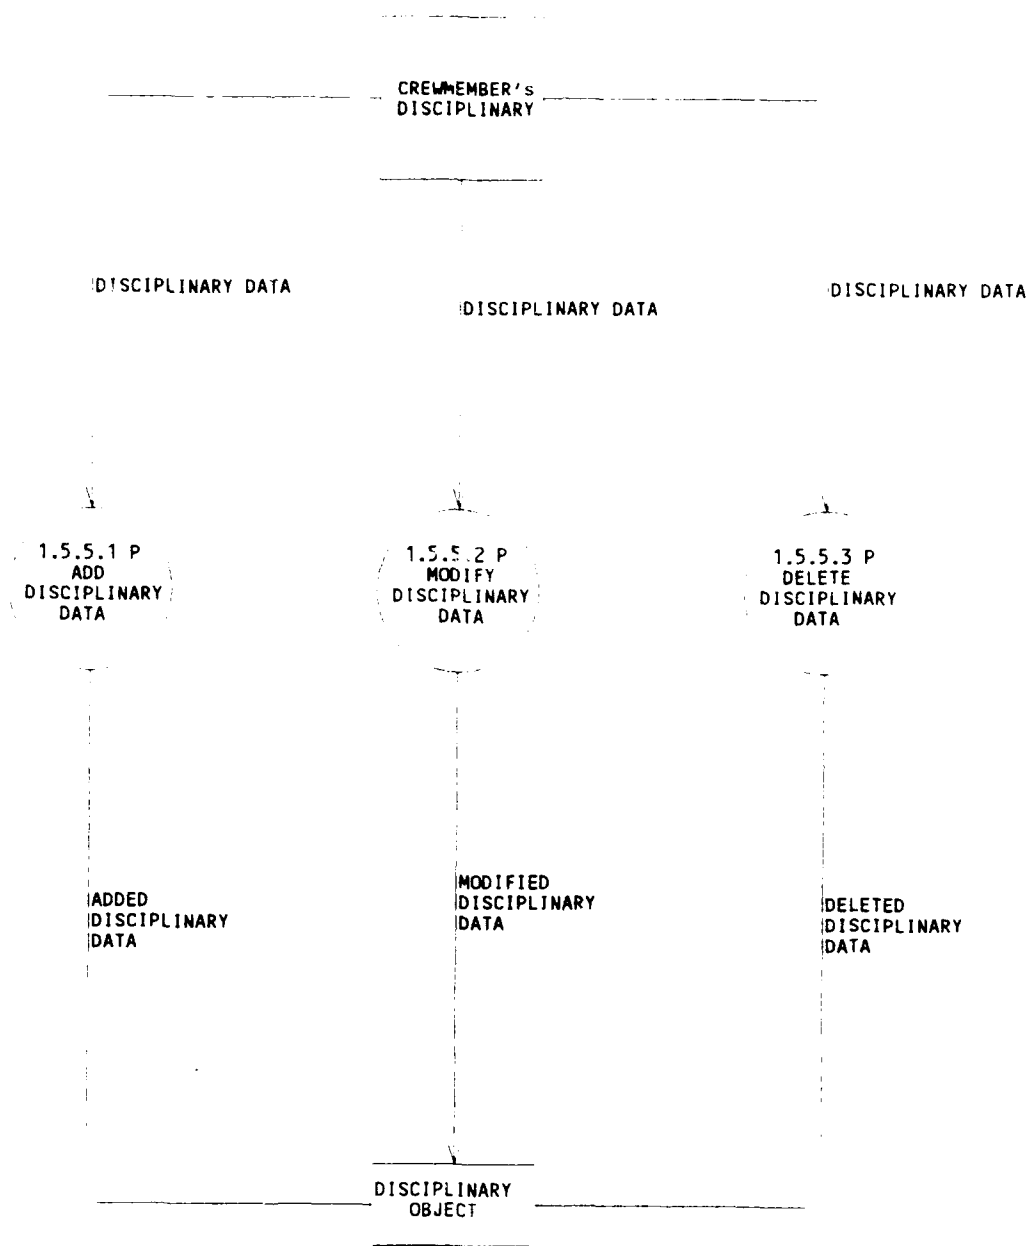 CREWMEMBER's
DISCIPLINARY
DISCIPLINARY DATA
DISCIPLINARY DATA
DISCIPLINARY DATA
1.5.5.1 P
ADD
DISCIPLINARY
DATA
1.5.5.2 P
MODIFY
DISCIPLINARY
DATA
1.5.5.3 P
DELETE
DISCIPLINARY
DATA
ADDED
DISCIPLINARY
DATA
MODIFIED
DISCIPLINARY
DATA
DELETED
DISCIPLINARY
DATA
DISCIPLINARY
OBJECT